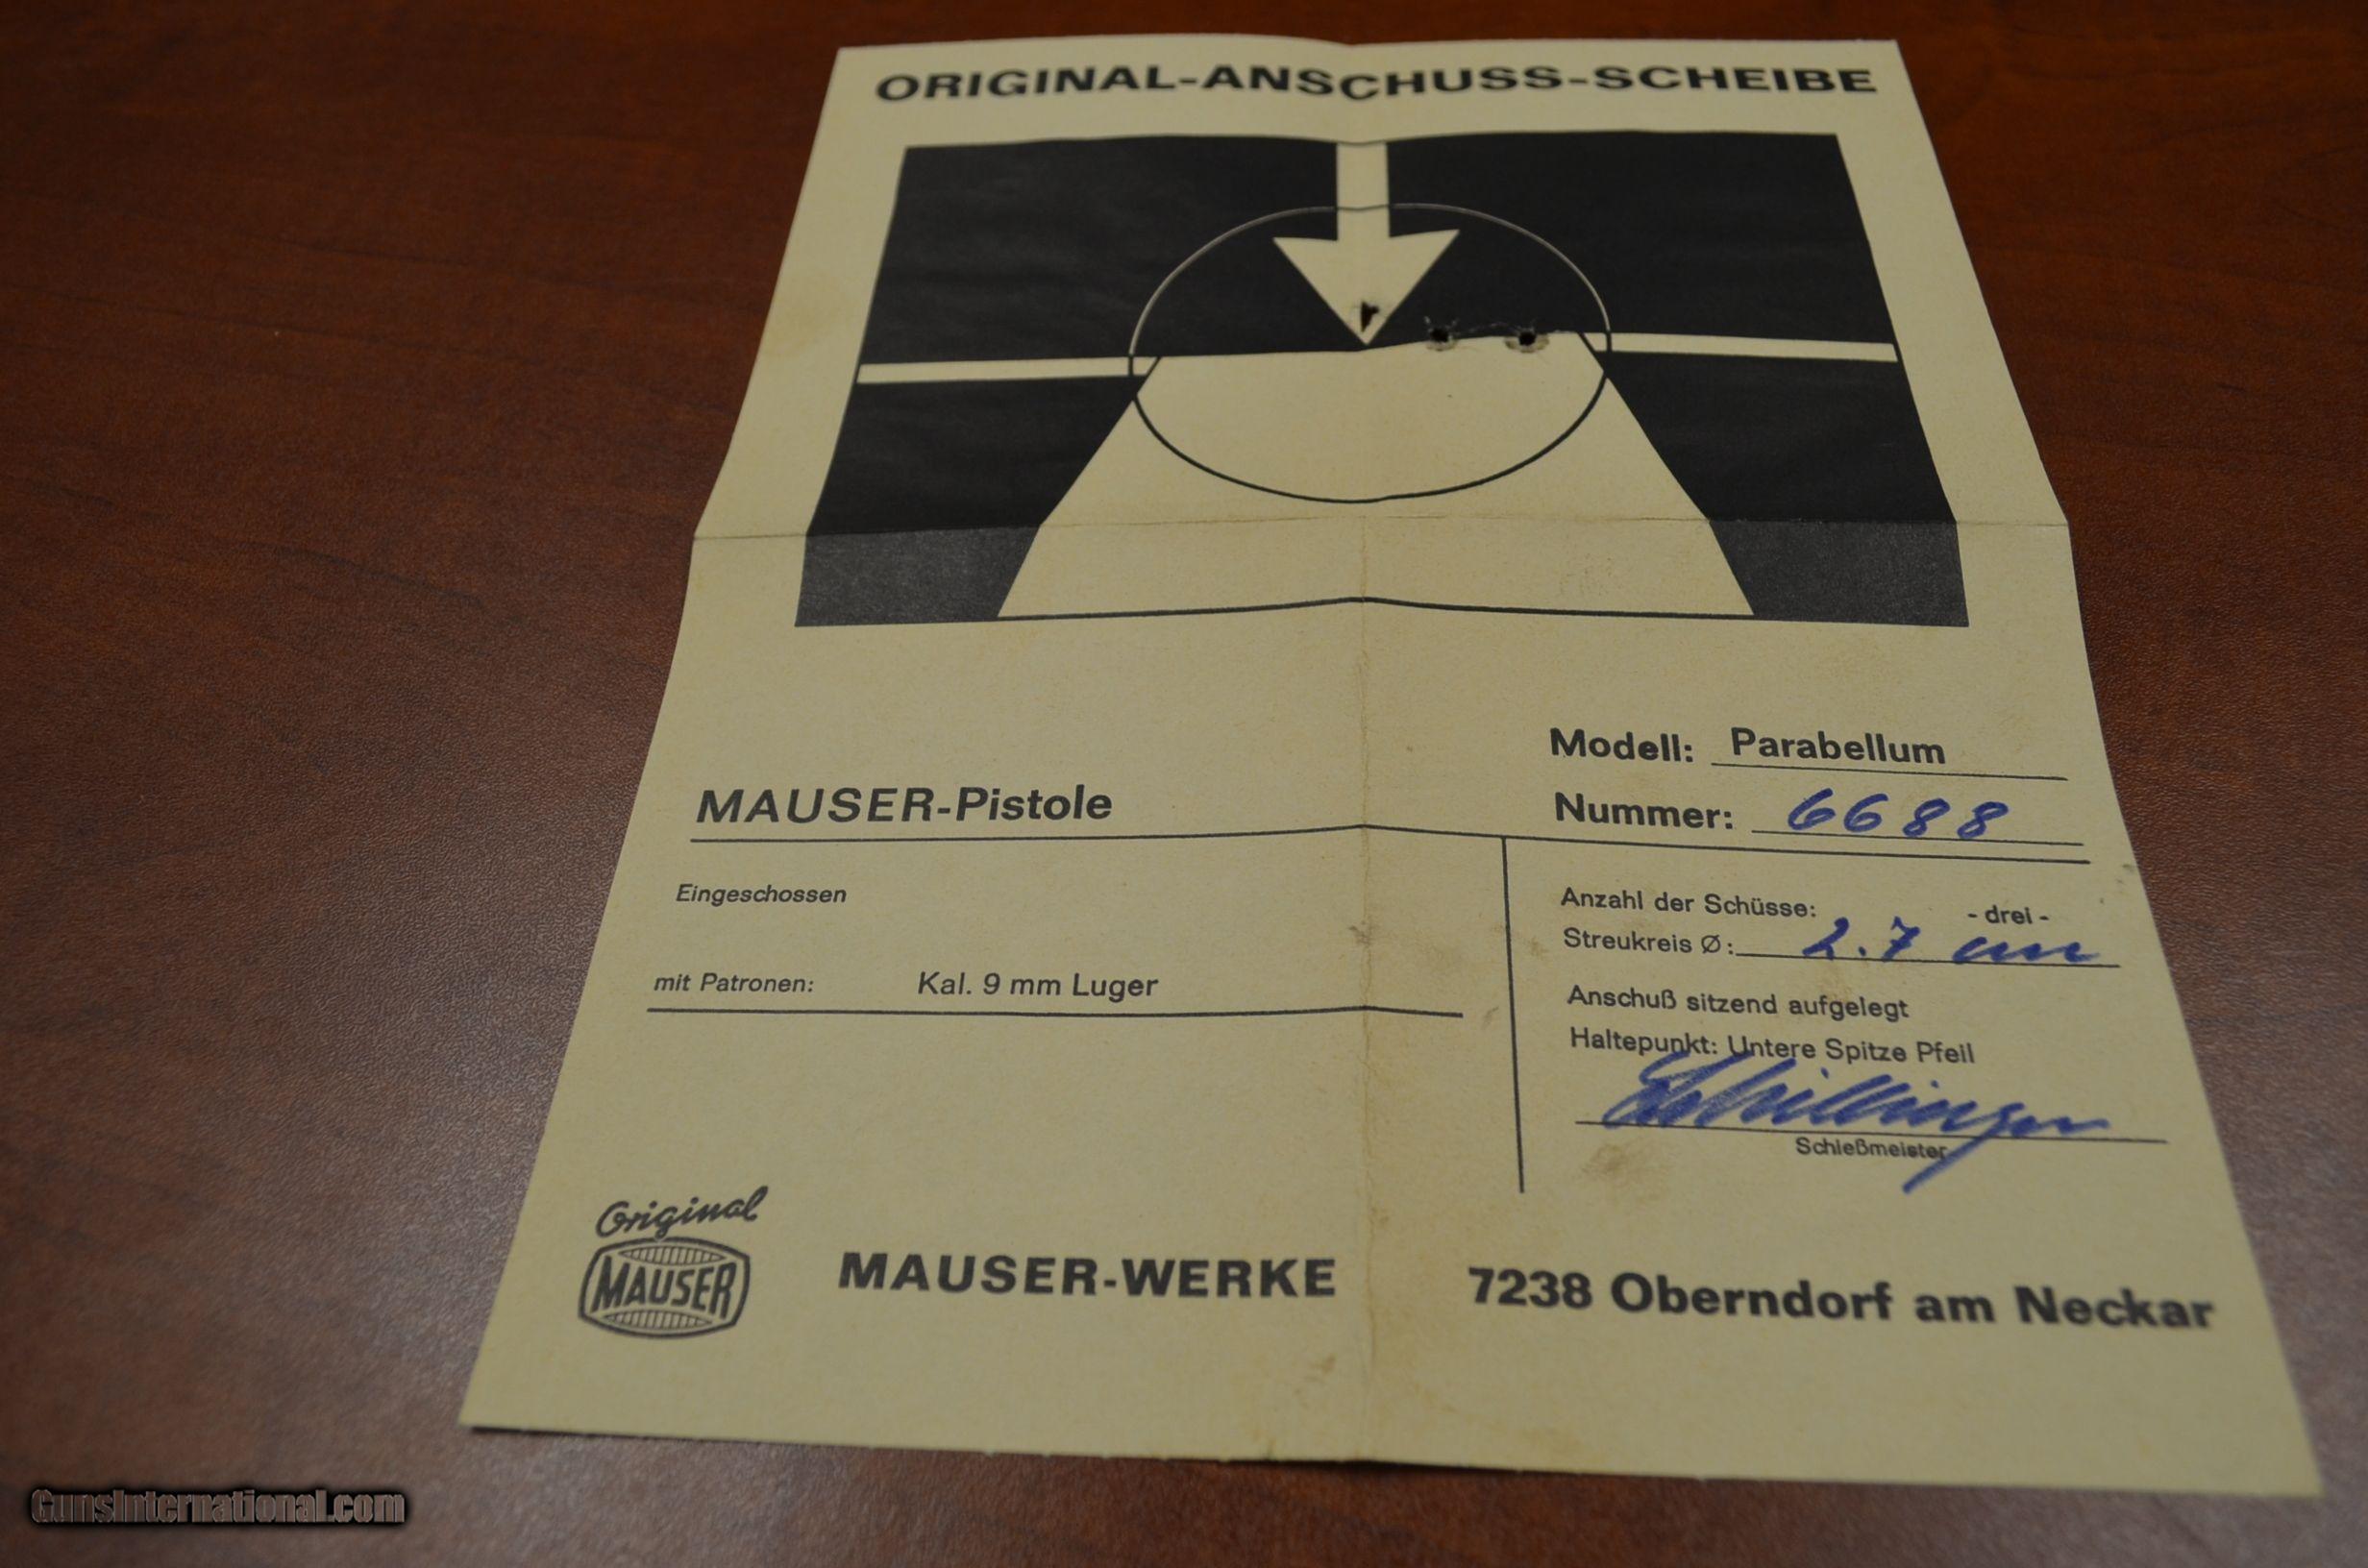 ORIGINAL-ANSCHUSS-SCHEIBE
Modell: Parabellum
MAUSER-Pistole
Nummer: 6688
Eingeschossen
Anzahl der Schüsse: - drei -
Streukreis Ø: 2.7 cm
mit Patronen: Kal. 9 mm Luger
Anschuß sitzend aufgelegt
Haltepunkt: Untere Spitze Pfeil
Schießmeister
Original
MAUSER
MAUSER-WERKE 7238 Oberndorf am Neckar
GunsInternational.com